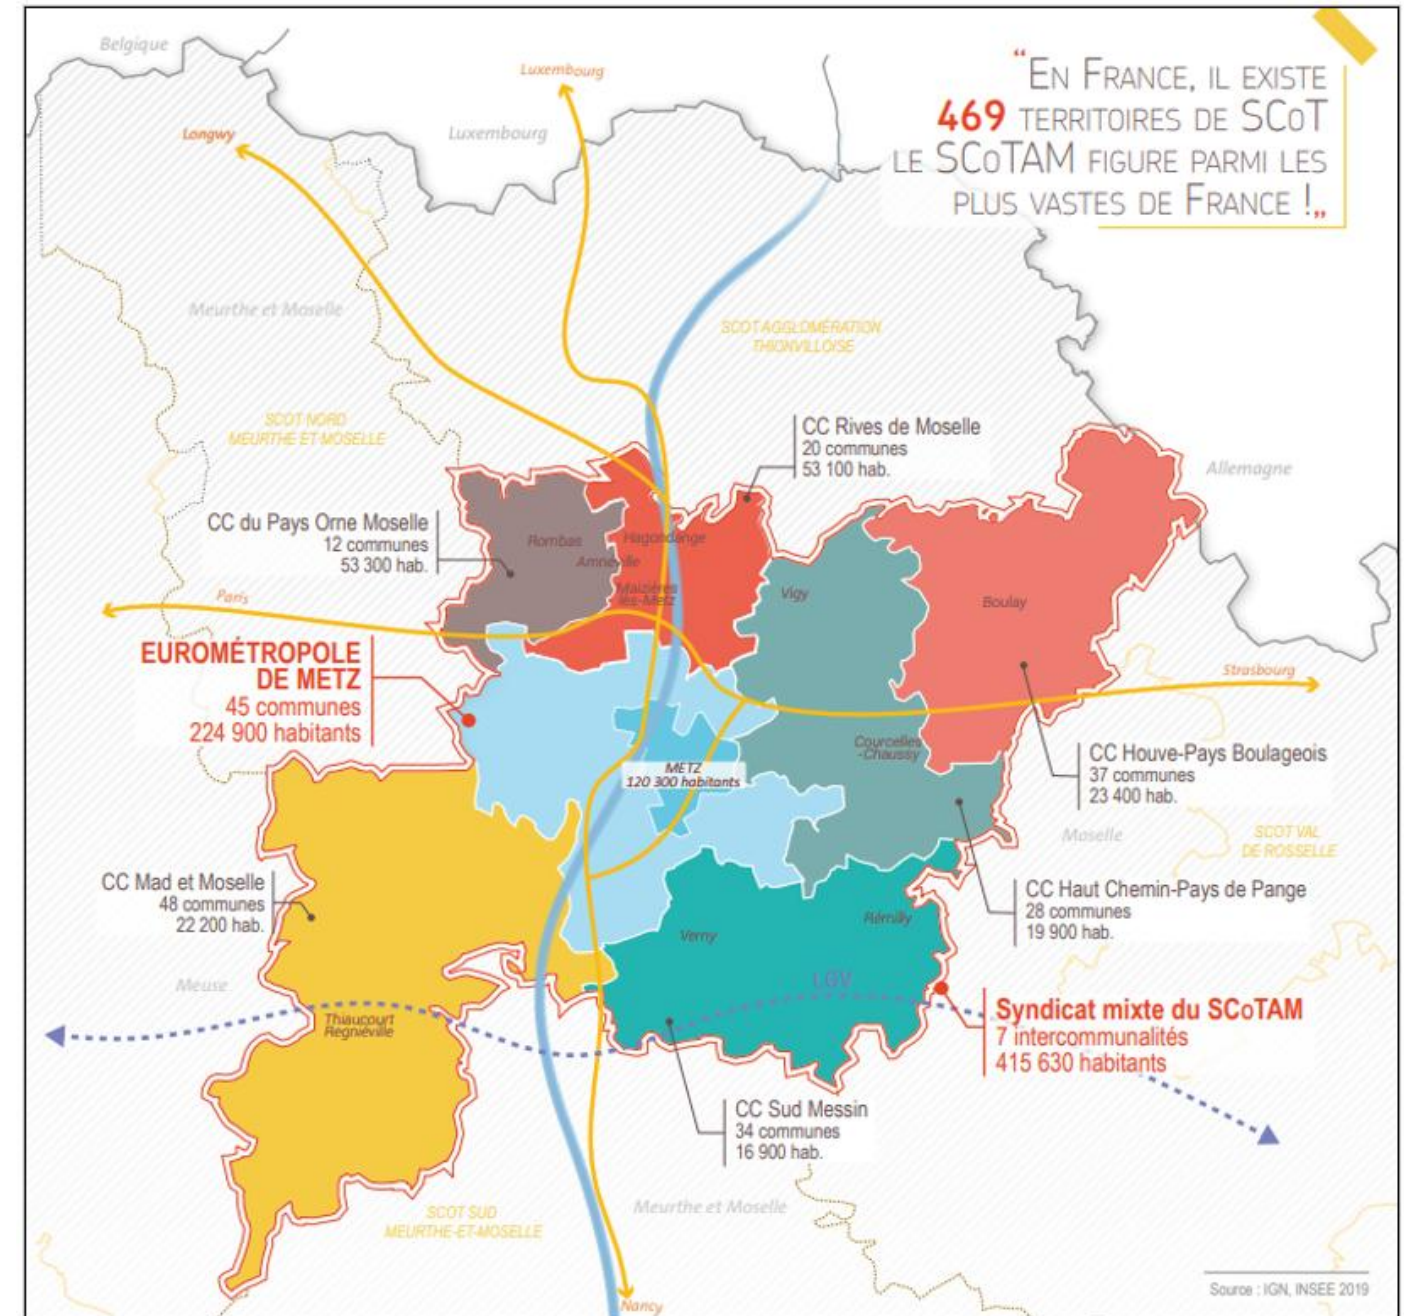 Belgique
Luxembourg
Longwy
Luxembourg
“EN FRANCE, IL EXISTE
469 TERRITOIRES DE SCOT
LE SCOTAM FIGURE PARMI LES
PLUS VASTES DE FRANCE !„
Meurthe et Moselle
SCOT AGGLOMÉRATION
THIONVILLOISE
SCOT NORD
MEURTHE ET MOSELLE
CC Rives de Moselle
20 communes
53 100 hab.
Allemagne
CC du Pays Orne Moselle
12 communes
53 300 hab.
Rombas
Hagondange
Amnéville
Maizières
lès-Metz
Vigy
Boulay
Paris
EUROMÉTROPOLE
DE METZ
45 communes
224 900 habitants
Strasbourg
Courcelles
-Chaussy
METZ
120 300 habitants
CC Houve-Pays Boulageois
37 communes
23 400 hab.
Moselle
SCOT VAL
DE ROSSELLE
CC Mad et Moselle
48 communes
22 200 hab.
CC Haut Chemin-Pays de Pange
28 communes
19 900 hab.
Rémilly
Verny
Meuse
LGV
Thiaucourt
Regniéville
Syndicat mixte du SCoTAM
7 intercommunalités
415 630 habitants
CC Sud Messin
34 communes
16 900 hab.
Meurthe et Moselle
SCOT SUD
MEURTHE-ET-MOSELLE
Source : IGN, INSEE 2019
Nancy